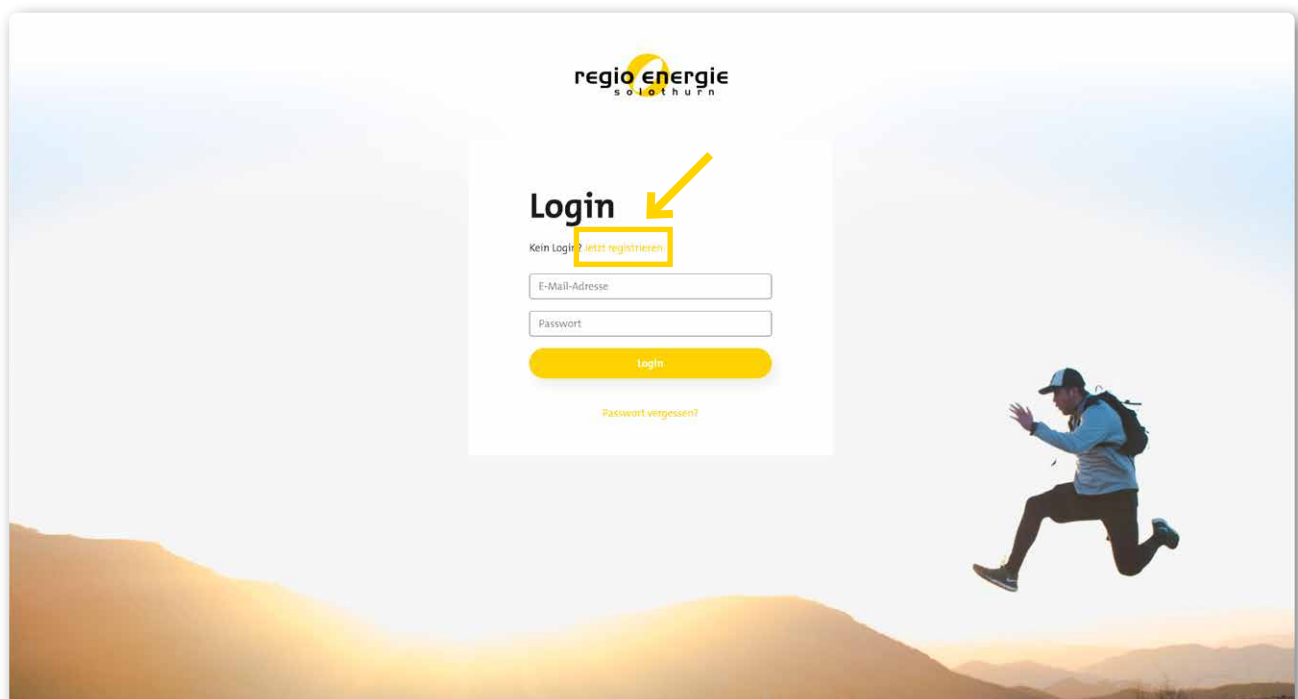 regio energie
solothurn
Login
Kein Login? Jetzt registrieren
E-Mail-Adresse
Passwort
Login
Passwort vergessen?